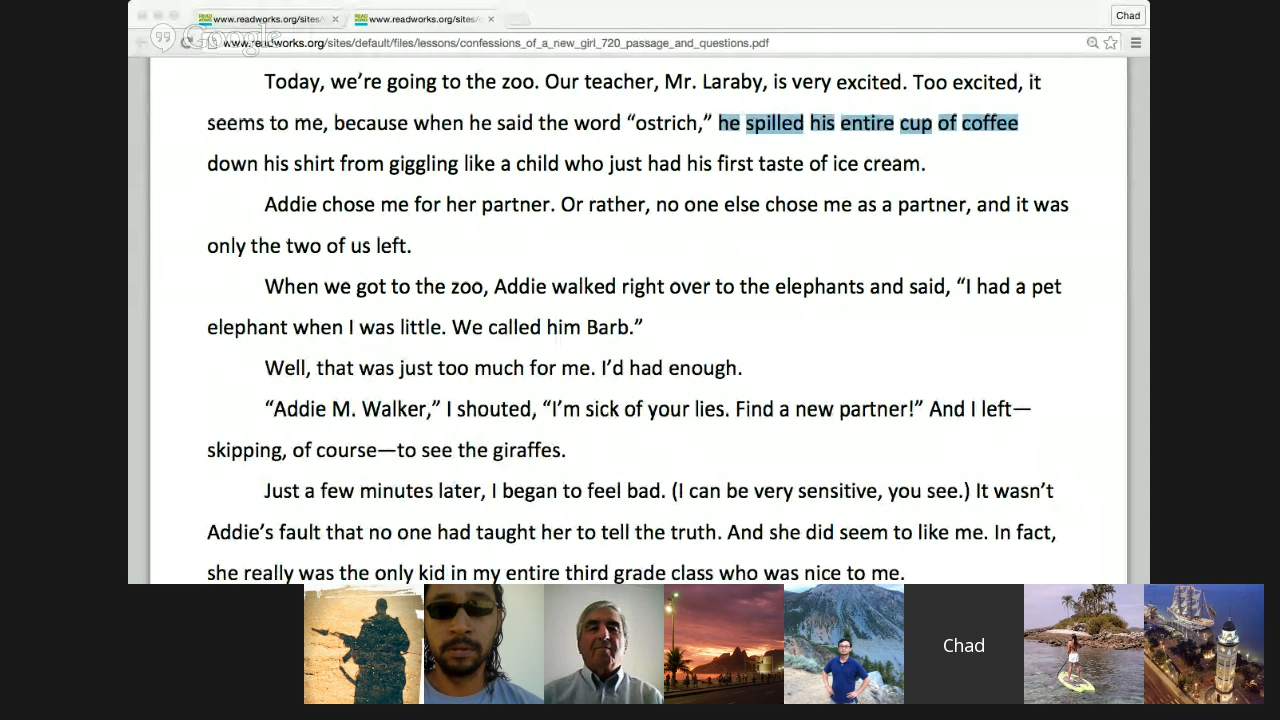 www.readworks.org/sites/
www.readworks.org/sites/
Chad
Google
www.readworks.org/sites/default/files/lessons/confessions_of_a_new_girl_720_passage_and_questions.pdf
Today, we’re going to the zoo. Our teacher, Mr. Laraby, is very excited. Too excited, it
seems to me, because when he said the word “ostrich,” he spilled his entire cup of coffee
down his shirt from giggling like a child who just had his first taste of ice cream.
Addie chose me for her partner. Or rather, no one else chose me as a partner, and it was
only the two of us left.
When we got to the zoo, Addie walked right over to the elephants and said, “I had a pet
elephant when I was little. We called him Barb.”
Well, that was just too much for me. I’d had enough.
“Addie M. Walker,” I shouted, “I’m sick of your lies. Find a new partner!” And I left—
skipping, of course—to see the giraffes.
Just a few minutes later, I began to feel bad. (I can be very sensitive, you see.) It wasn’t
Addie’s fault that no one had taught her to tell the truth. And she did seem to like me. In fact,
she really was the only kid in my entire third grade class who was nice to me.
Chad